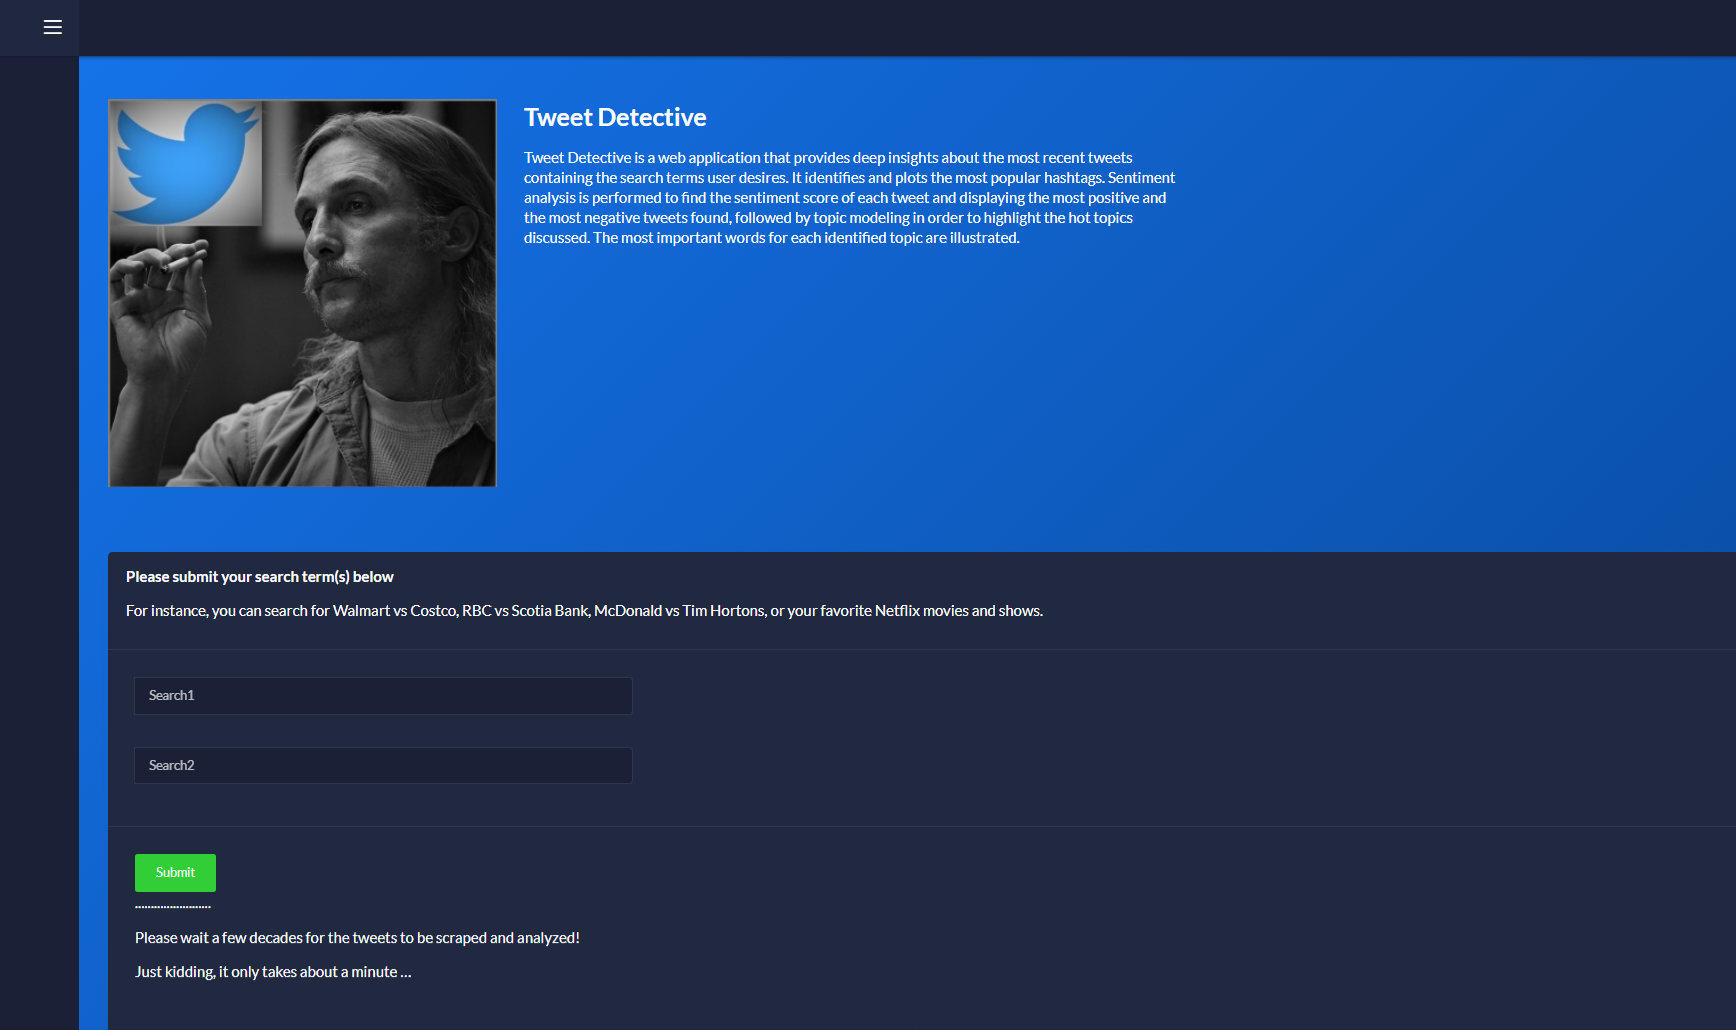 Tweet Detective
Tweet Detective is a web application that provides deep insights about the most recent tweets
containing the search terms user desires. It identifies and plots the most popular hashtags. Sentiment
analysis is performed to find the sentiment score of each tweet and displaying the most positive and
the most negative tweets found, followed by topic modeling in order to highlight the hot topics
discussed. The most important words for each identified topic are illustrated.
Please submit your search term(s) below
For instance, you can search for Walmart vs Costco, RBC vs Scotia Bank, McDonald vs Tim Hortons, or your favorite Netflix movies and shows.
Search1
Search2
Submit
........................
Please wait a few decades for the tweets to be scraped and analyzed!
Just kidding, it only takes about a minute ...